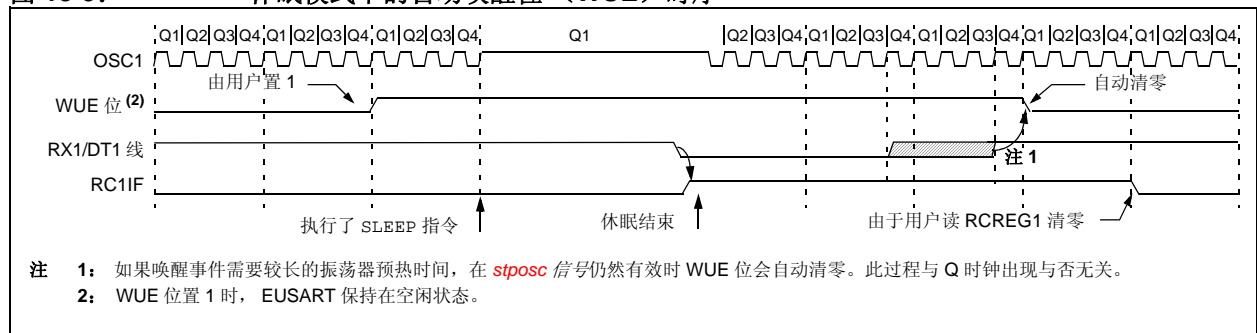 Q1 Q2 Q3 Q4 Q1 Q2 Q3 Q4 Q1 Q2 Q3 Q4 Q1 Q2 Q3 Q4 Q1 Q2 Q3 Q4 Q1 Q2 Q3 Q4 Q1 Q2 Q3 Q4
OSC1
由用户置 1
自动清零
WUE 位 (2)
RX1/DT1 线
注 1
RC1IF
执行了 SLEEP 指令
休眠结束
由于用户读 RCREG1 清零
注 1： 如果唤醒事件需要较长的振荡器预热时间，在 stposc 信号仍然有效时 WUE 位会自动清零。此过程与 Q 时钟出现与否无关。
2： WUE 位置 1 时， EUSART 保持在空闲状态。